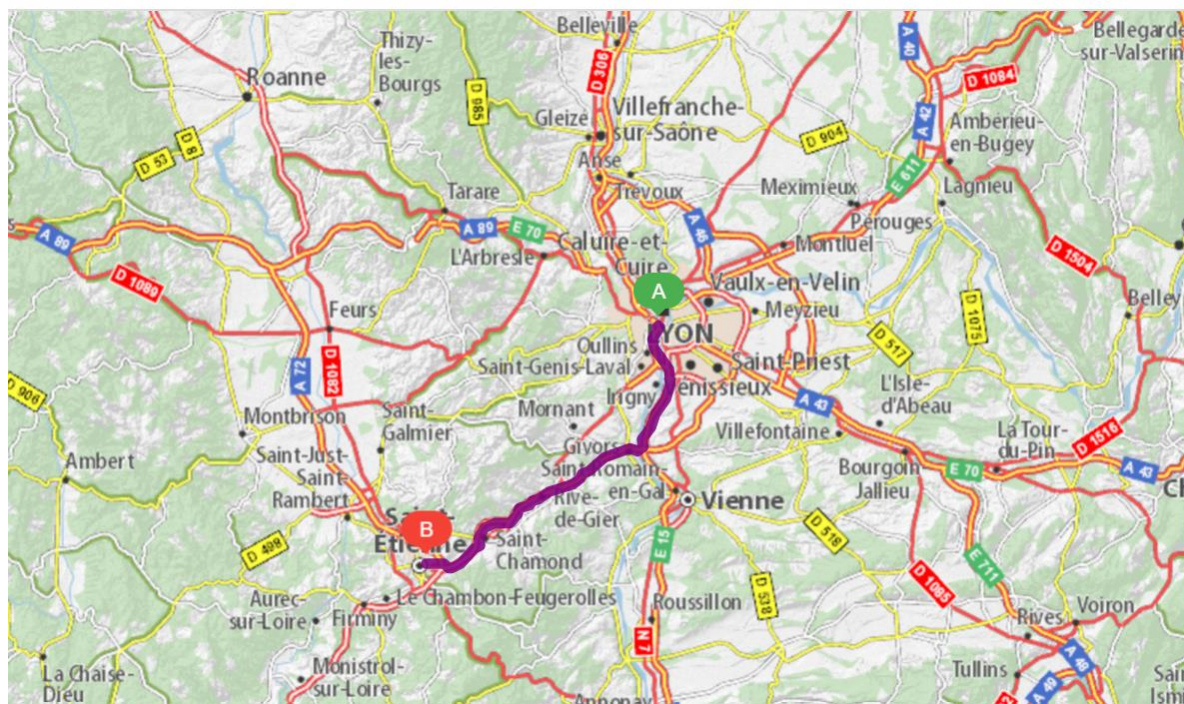 Belleville
Bellegarde-
sur-Valserin
Thizy-
les-
Bourgs
Roanne
D 306
A 40
D 1084
D 985
Gleizé
Villefranche-
sur-Saône
A 42
Ambérieu-
en-Bugey
D 904
D 8
D 53
Anse
Trévoux
E 611
Meximieux
Lagnieu
Tarare
Pérouges
A 89
A 89
E 70
A 46
Montluel
L'Arbresle
Caluire-et-
Cuire
D 1504
D 1089
A
Vaulx-en-Velin
Meyzieu
Belley
Feurs
LYON
D 1075
D 517
Oullins
Saint-Genis-Laval
Saint-Priest
Vénissieux
A 72
D 1082
D 906
Irigny
L'Isle-
d'Abeau
A 43
Mornant
Montbrison
Saint-
Galmier
Villefontaine
La Tour-
du-Pin
D 1516
Givors
Ambert
Saint-Just-
Saint-
Rambert
Saint-Romain-
en-Gal
Bourgoin
Jallieu
E 70
A 43
Rive-
de-Gier
Vienne
B
Saint-
Étienne
Saint-
Chamond
D 498
E 15
D 518
E 711
D 1085
Aurec-
sur-Loire
Le Chambon-Feugerolles
Firminy
Roussillon
D 538
Rives
Voiron
N 7
La Chaise-
Dieu
Monistrol-
sur-Loire
Tullins
A 48
A 49
Annonay